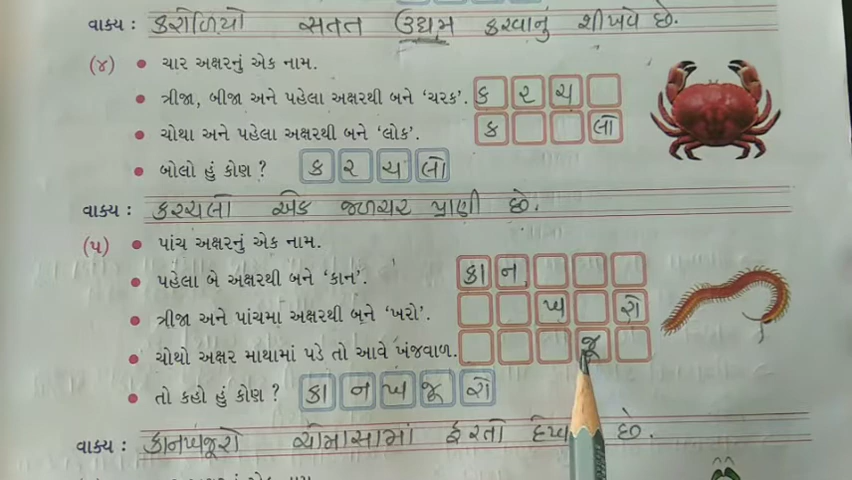 વાક્ય : કરોળિયો સતત ઉદ્યમ કરવાનું શીખવે છે.
(૪) • ચાર અક્ષરનું એક નામ.
• ત્રીજા, બીજા અને પહેલા અક્ષરથી બને ‘ચરક’. ક ર ચ
• ચોથા અને પહેલા અક્ષરથી બને ‘લોક’. ક લો
• બોલો હું કોણ ? ક ર ચ લો
વાક્ય : કરચલો એક જળચર પ્રાણી છે.
(૫) • પાંચ અક્ષરનું એક નામ.
• પહેલા બે અક્ષરથી બને ‘કાન’. કા ન
• ત્રીજા અને પાંચમા અક્ષરથી બને ‘ખરો’. ખ રો
• ચોથો અક્ષર માથામાં પડે તો આવે ખંજવાળ. જૂ
• તો કહો હું કોણ ? કા ન ખ જૂ રો
વાક્ય : કાનખજૂરો ચોમાસામાં ફરતો છે.